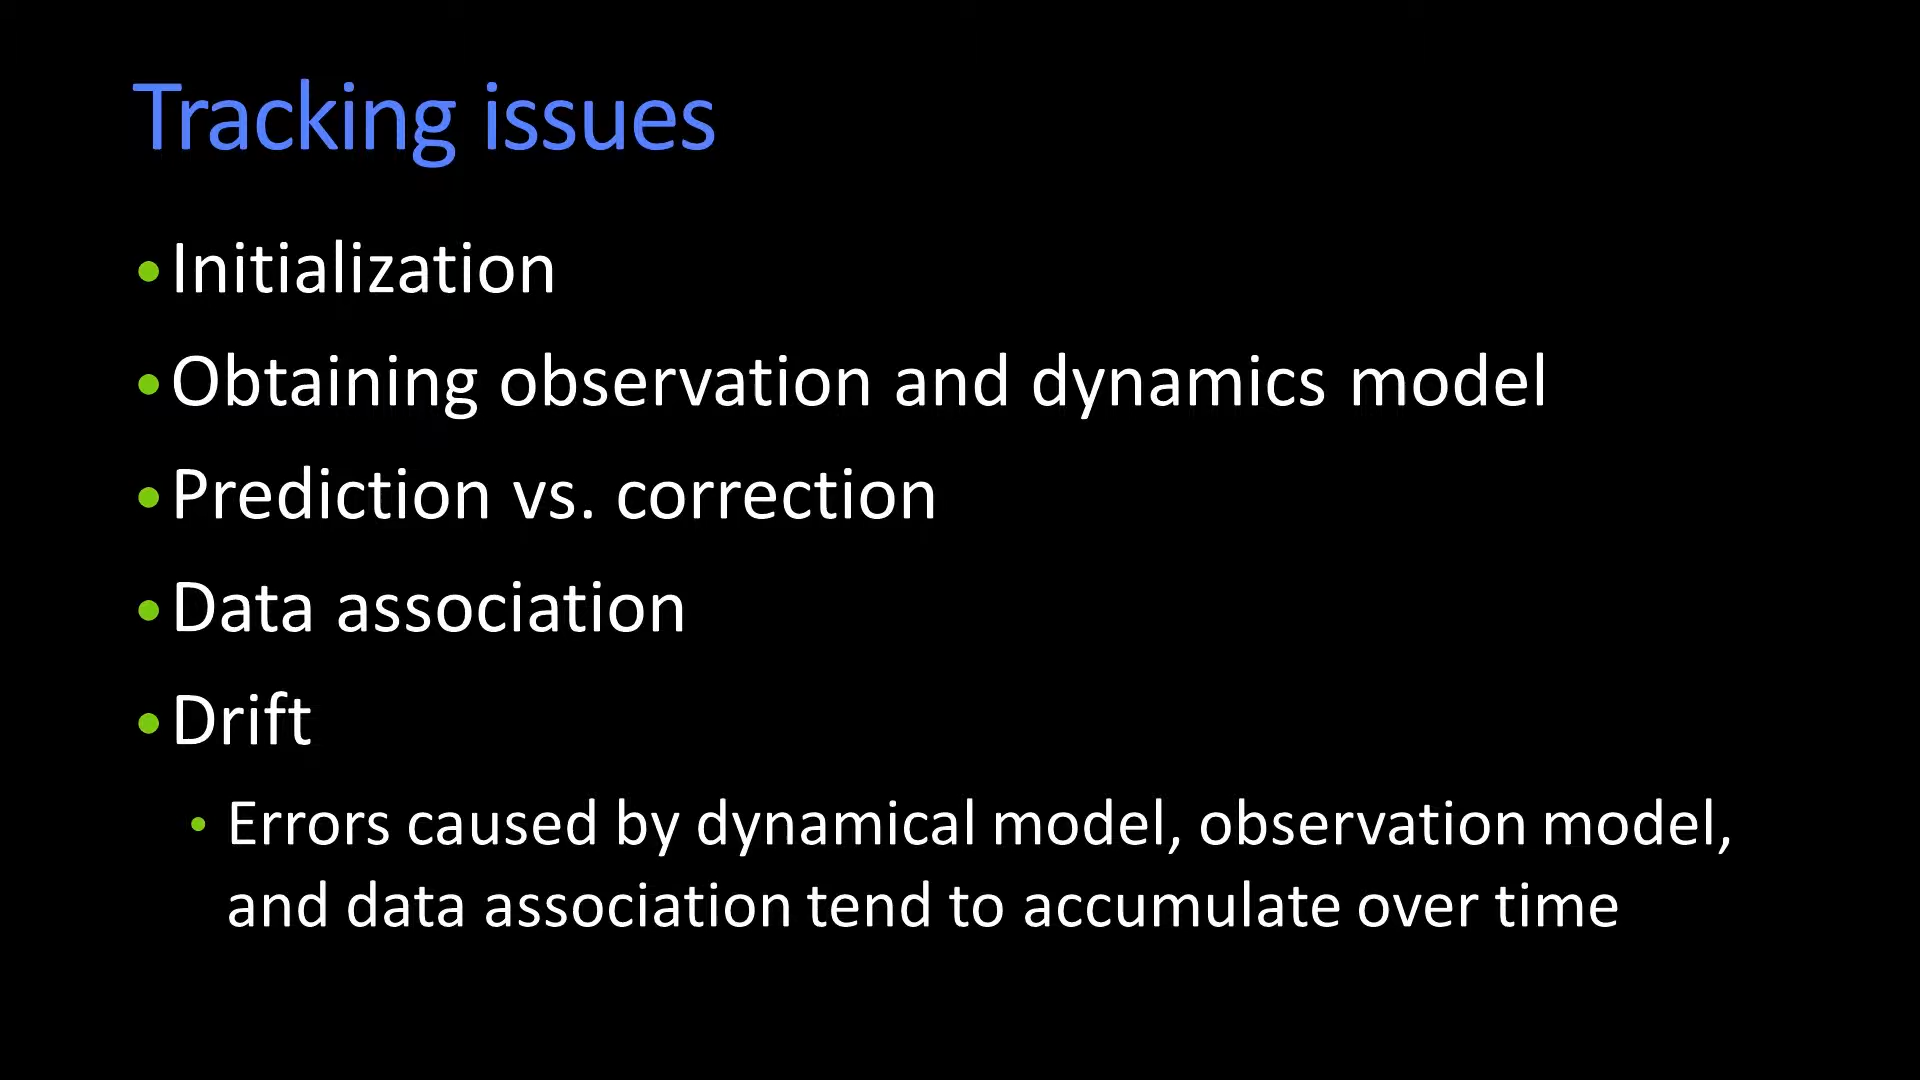 Tracking issues
• Initialization
• Obtaining observation and dynamics model
• Prediction vs. correction
• Data association
• Drift
• Errors caused by dynamical model, observation model,
and data association tend to accumulate over time